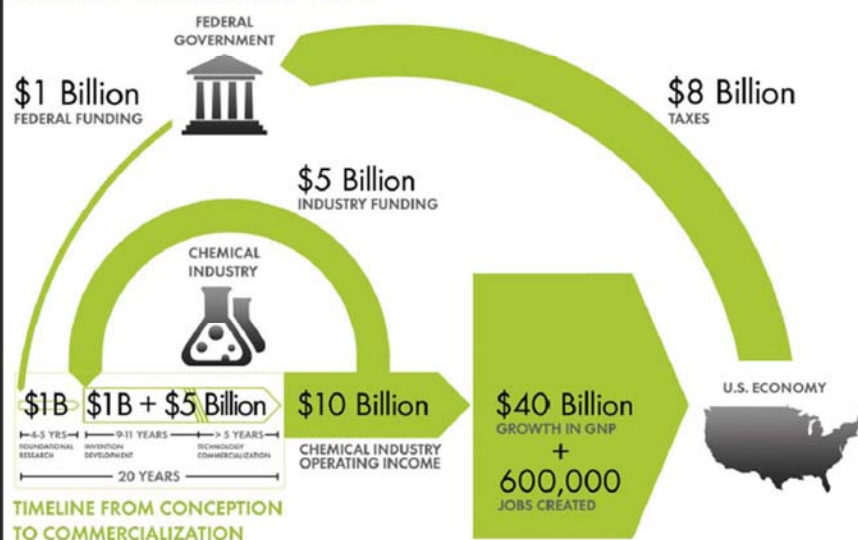 FEDERAL
GOVERNMENT
$1 Billion
FEDERAL FUNDING
$8 Billion
TAXES
$5 Billion
INDUSTRY FUNDING
CHEMICAL
INDUSTRY
$1B
$1B + $5 Billion
$10 Billion
CHEMICAL INDUSTRY
OPERATING INCOME
$40 Billion
GROWTH IN GNP
+
600,000
JOBS CREATED
U.S. ECONOMY
4-5 YRS
9-11 YEARS
> 5 YEARS
FOUNDATIONAL
RESEARCH
INVENTION
DEVELOPMENT
TECHNOLOGY
COMMERCIALIZATION
20 YEARS
TIMELINE FROM CONCEPTION
TO COMMERCIALIZATION